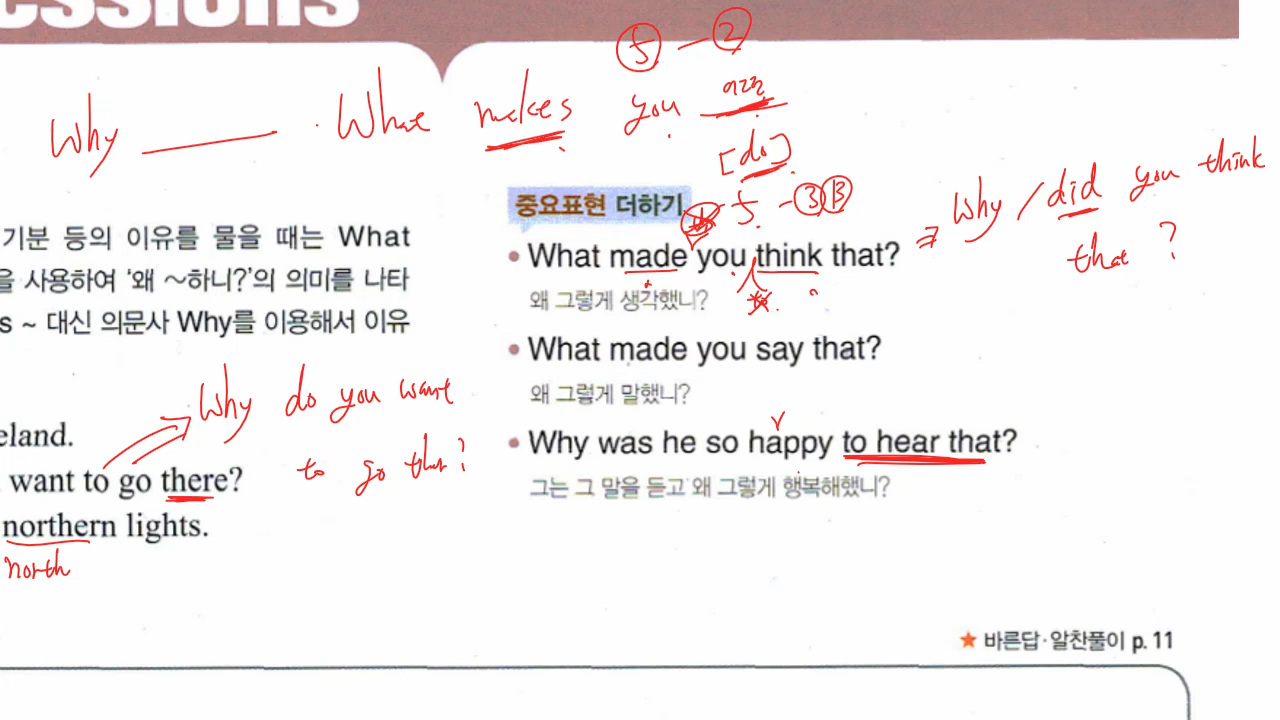 essions
⑤ — ②
Why ____ . What makes you
[do]
중요표현 더하기
5 - ③ B
⇒ Why / did you think
that ?
기분 등의 이유를 물을 때는 What
을 사용하여 '왜 ~하니?'의 의미를 나타
s ~ 대신 의문사 Why를 이용해서 이유
• What made you think that?
왜 그렇게 생각했니?
• What made you say that?
왜 그렇게 말했니?
• Why was he so happy to hear that?
그는 그 말을 듣고 왜 그렇게 행복해했니?
Why do you want
to go that?
eland.
want to go there?
northern lights.
north
★ 바른답·알찬풀이 p. 11